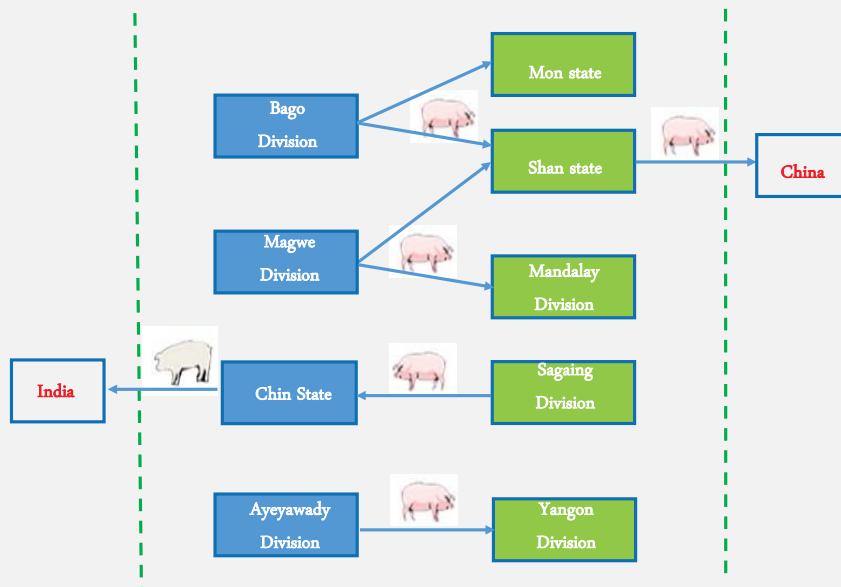 Mon state
Bago
Division
Shan state
China
Magwe
Division
Mandalay
Division
India
Chin State
Sagaing
Division
Ayeyawady
Division
Yangon
Division